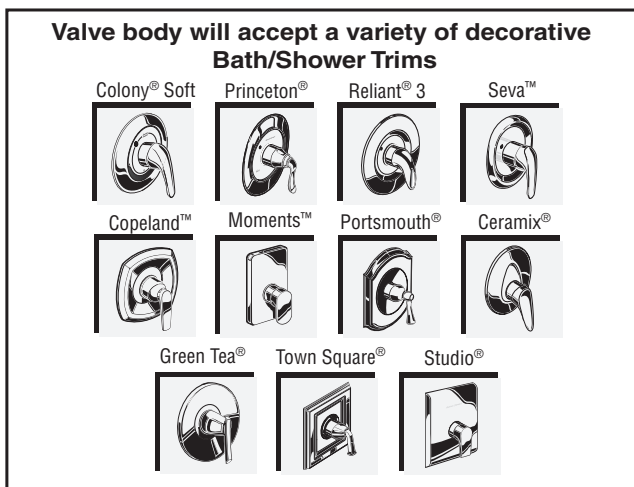 Valve body will accept a variety of decorative
Bath/Shower Trims
Colony® Soft Princeton® Reliant® 3 Seva™
Copeland™ Moments™ Portsmouth® Ceramix®
Green Tea® Town Square® Studio®